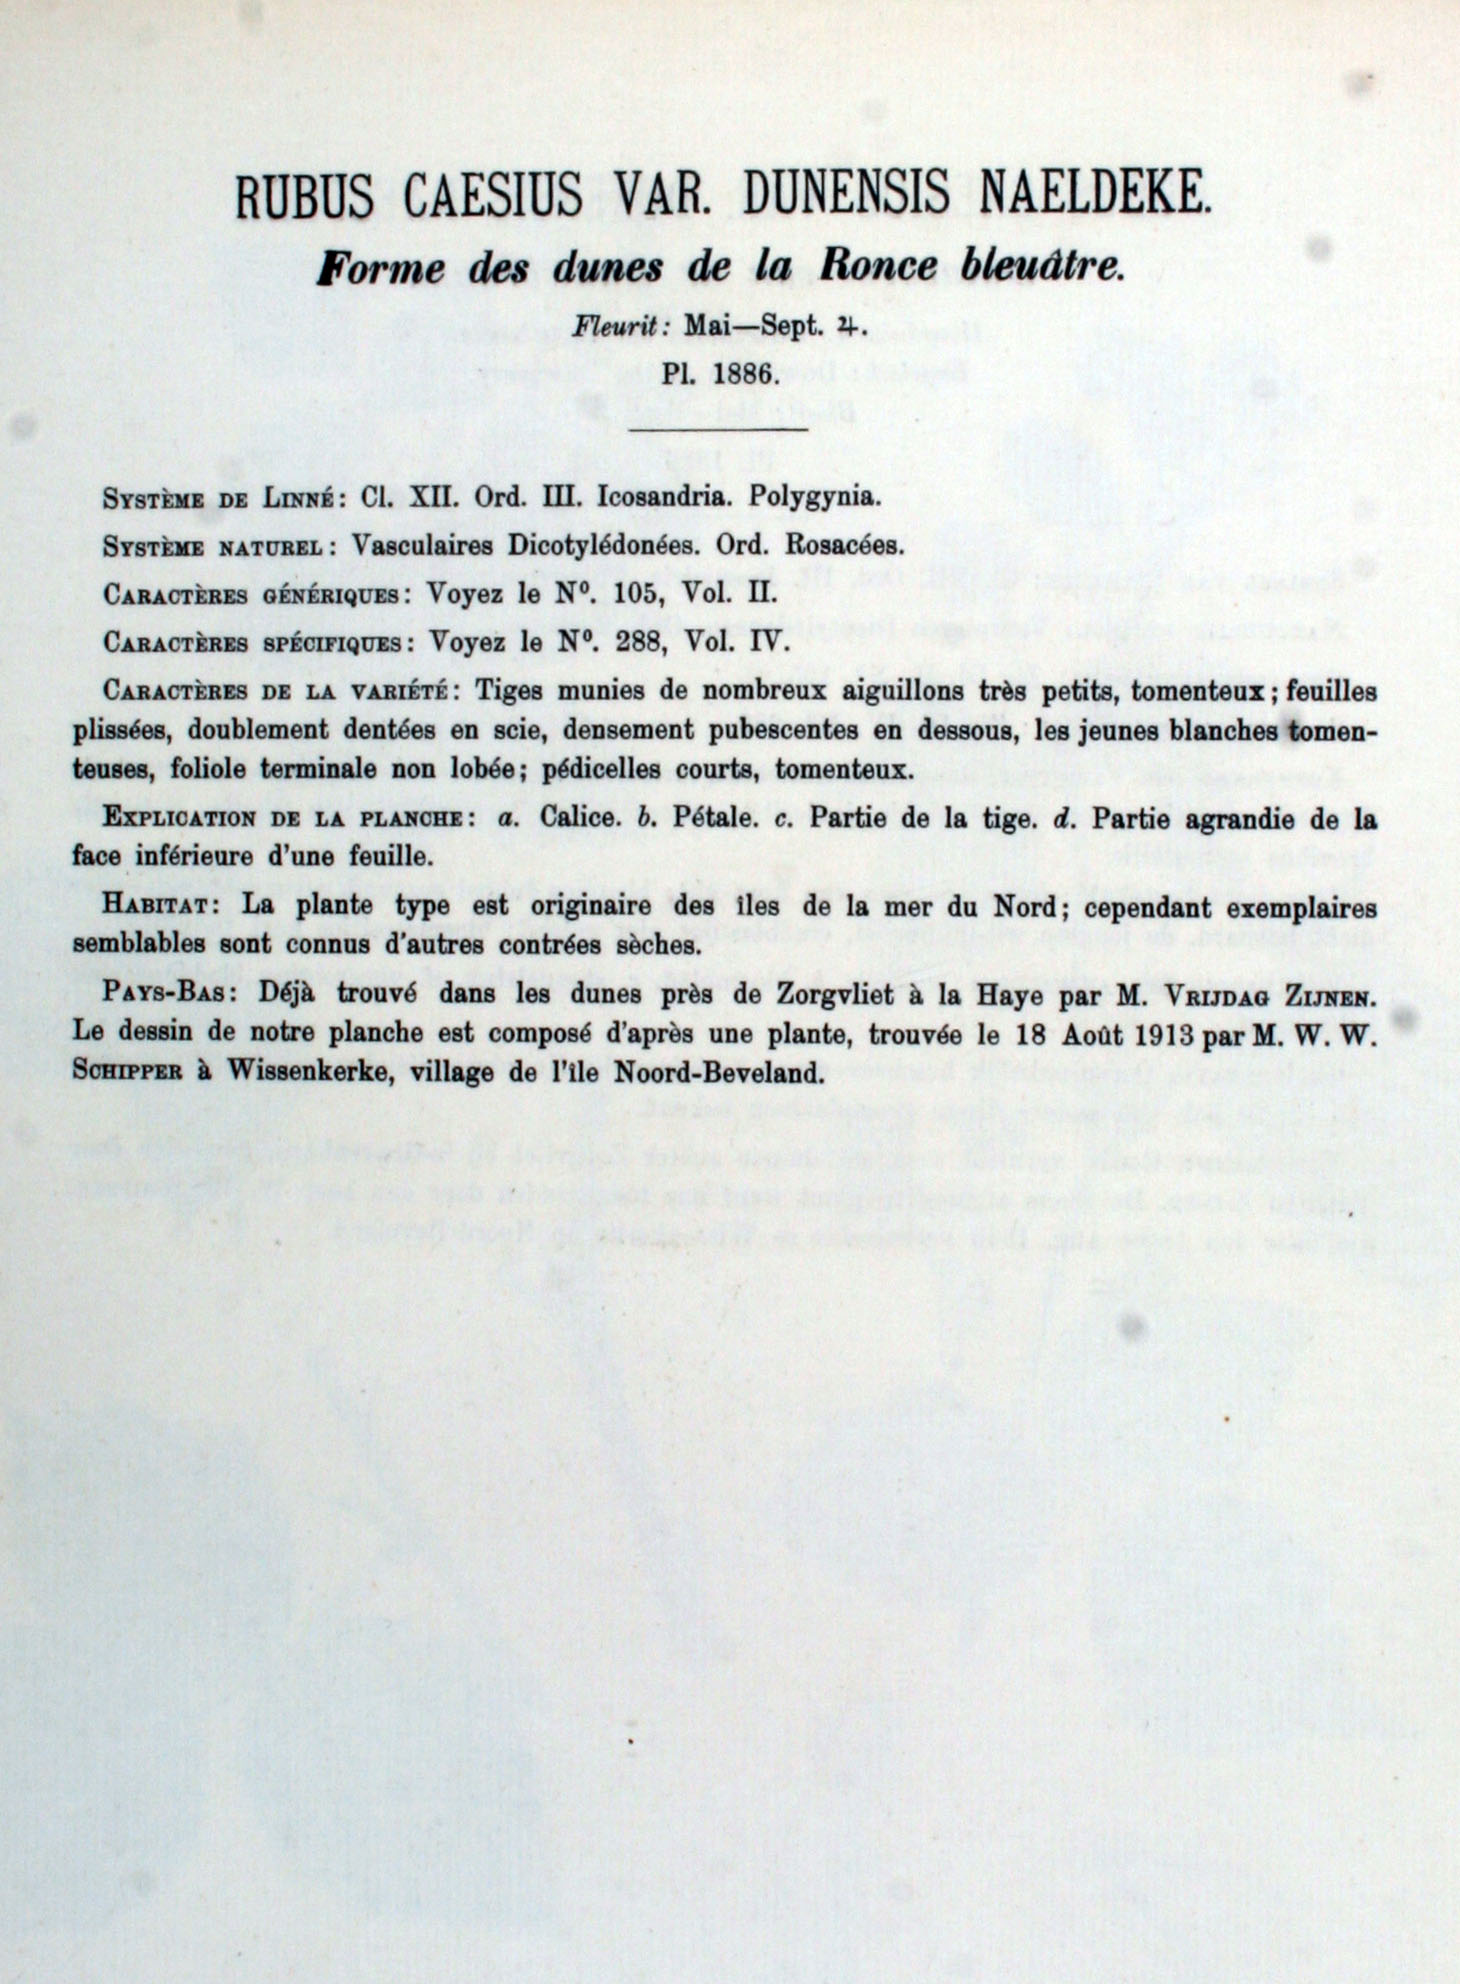 RUBUS CAESIUS VAR. DUNENSIS NAELDEKE.
Forme des dunes de la Ronce bleuâtre.
Fleurit: Mai—Sept. ♃.
Pl. 1886.
Système de Linné: Cl. XII. Ord. III. Icosandria. Polygynia.
Système naturel: Vasculaires Dicotylédonées. Ord. Rosacées.
Caractères génériques: Voyez le Nº. 105, Vol. II.
Caractères spécifiques: Voyez le Nº. 288, Vol. IV.
Caractères de la variété: Tiges munies de nombreux aiguillons très petits, tomenteux; feuilles
plissées, doublement dentées en scie, densement pubescentes en dessous, les jeunes blanches tomen-
teuses, foliole terminale non lobée; pédicelles courts, tomenteux.
Explication de la planche: a. Calice. b. Pétale. c. Partie de la tige. d. Partie agrandie de la
face inférieure d'une feuille.
Habitat: La plante type est originaire des îles de la mer du Nord; cependant exemplaires
semblables sont connus d'autres contrées sèches.
Pays-Bas: Déjà trouvé dans les dunes près de Zorgvliet à la Haye par M. Vrijdag Zijnen.
Le dessin de notre planche est composé d'après une plante, trouvée le 18 Août 1913 par M. W. W.
Schipper à Wissenkerke, village de l'île Noord-Beveland.